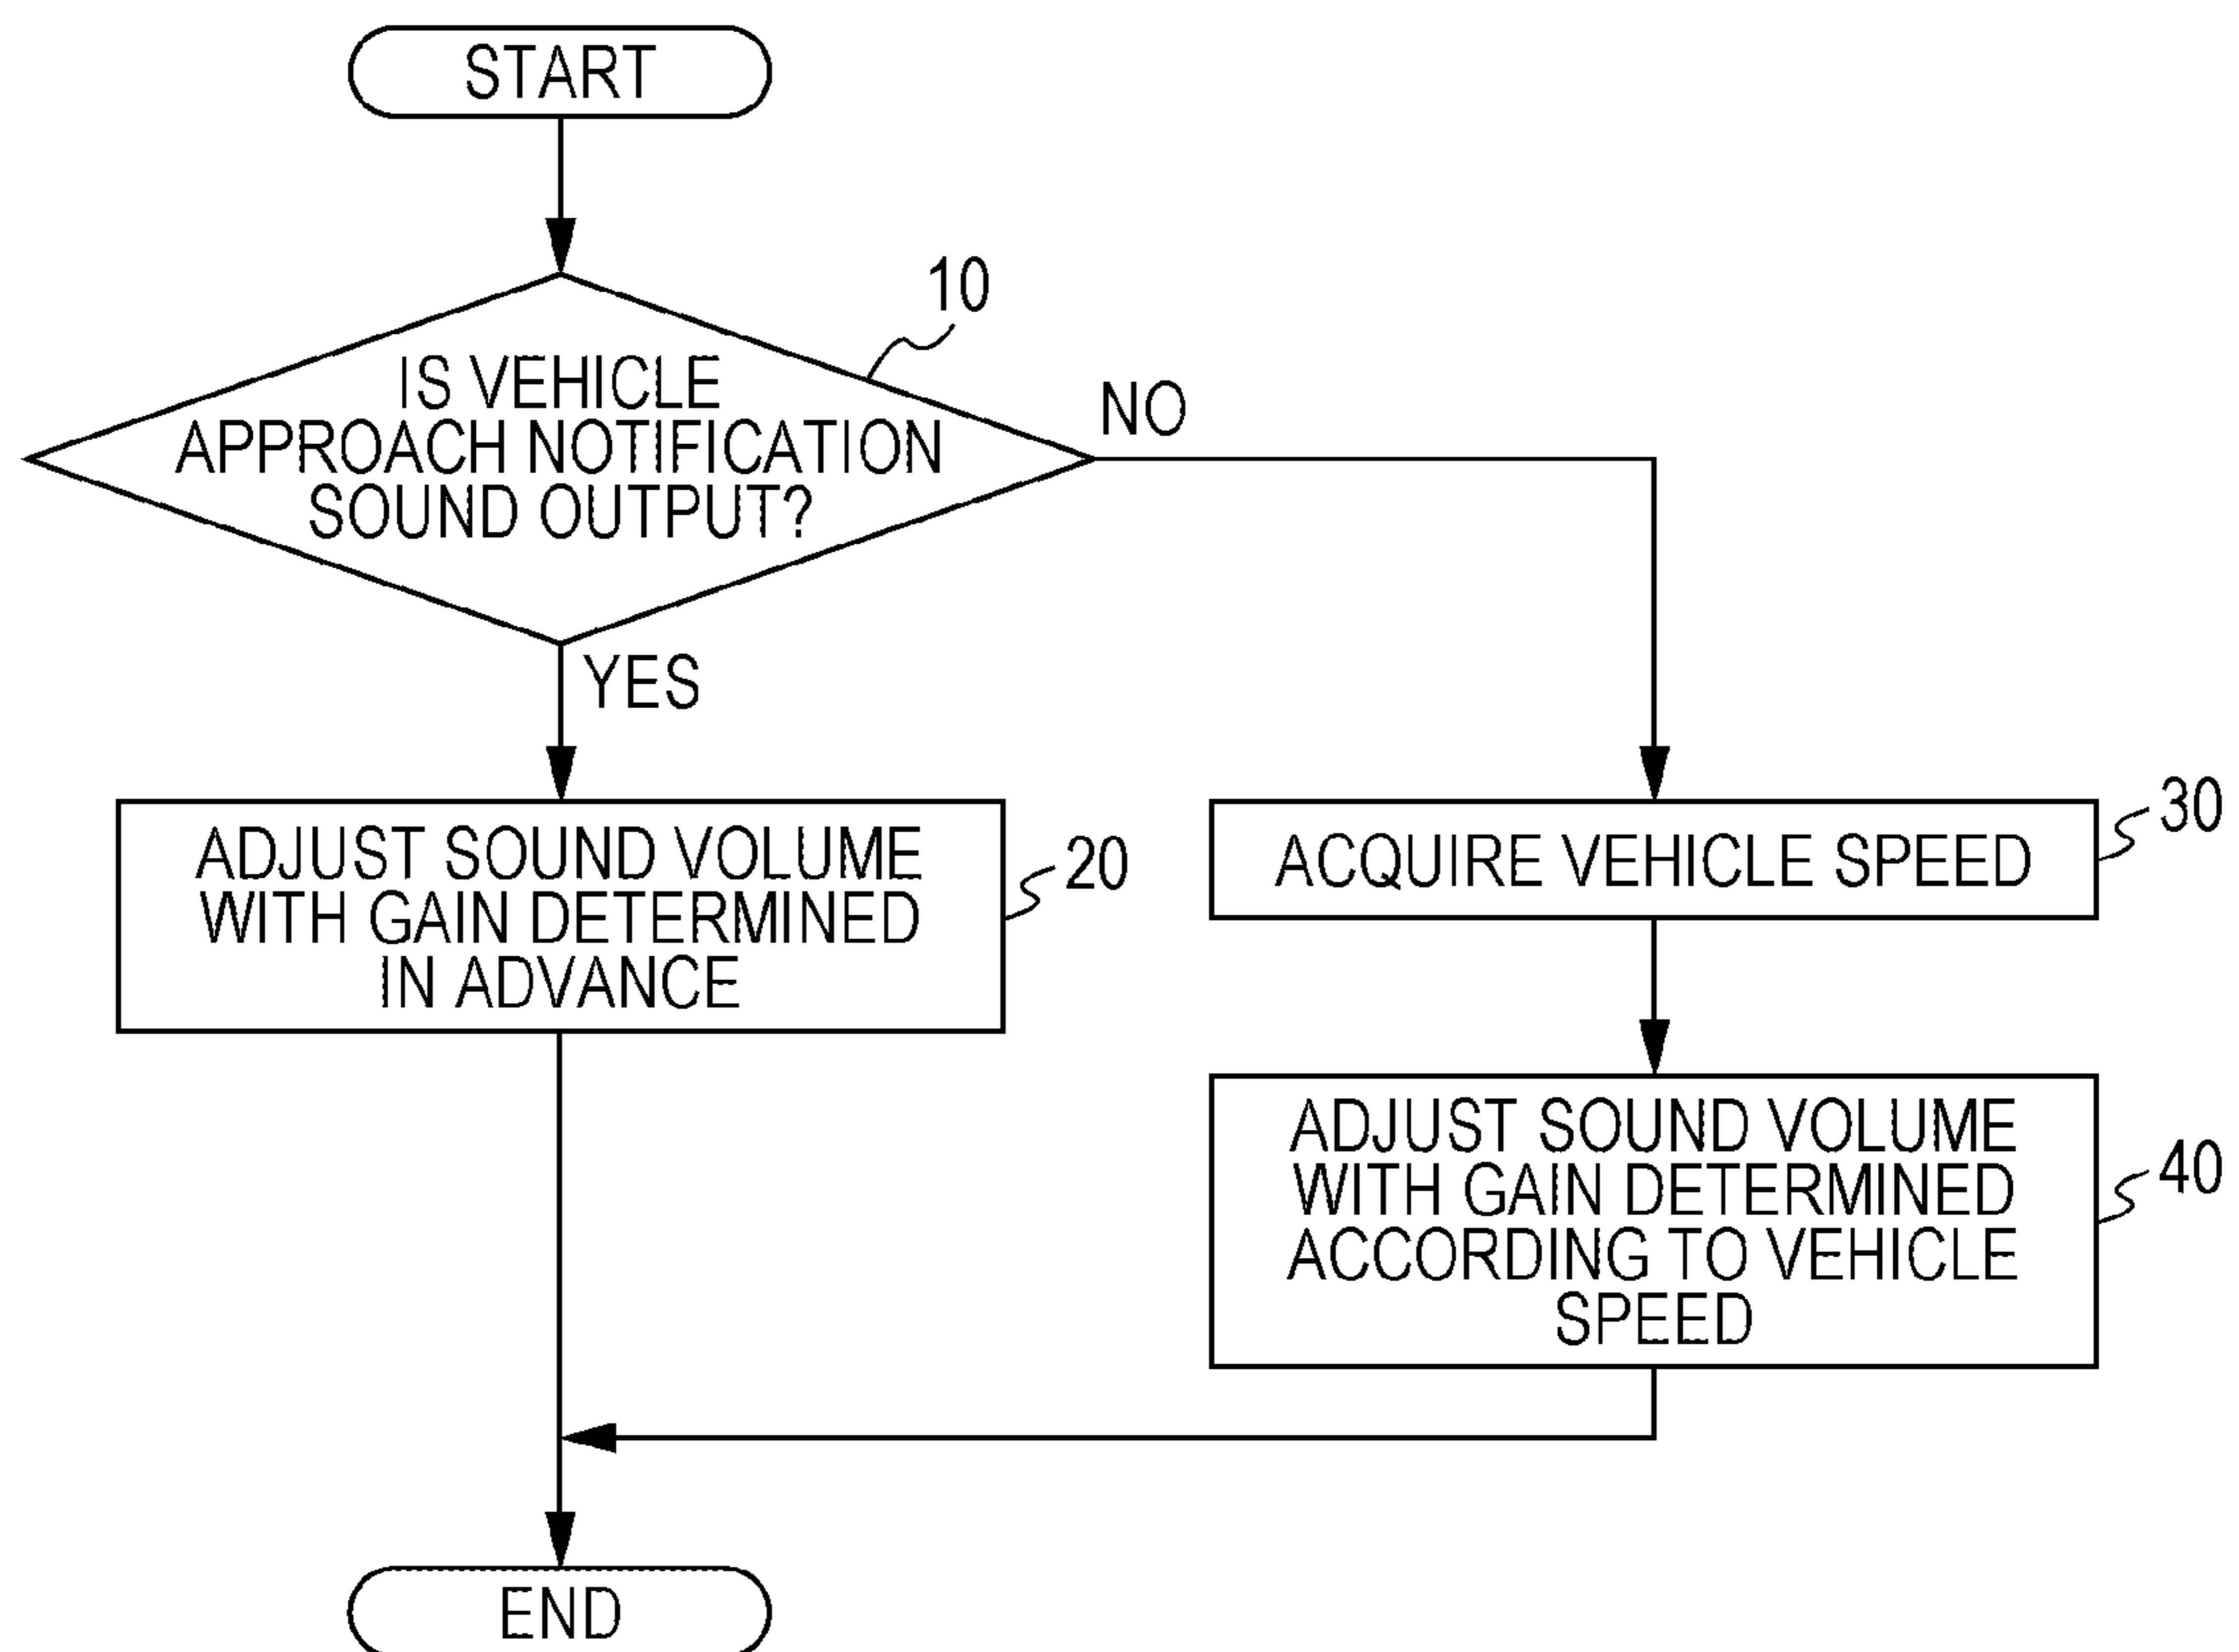 START
10
IS VEHICLE
APPROACH NOTIFICATION
SOUND OUTPUT?
NO
YES
ADJUST SOUND VOLUME
WITH GAIN DETERMINED
IN ADVANCE
20
ACQUIRE VEHICLE SPEED
30
ADJUST SOUND VOLUME
WITH GAIN DETERMINED
ACCORDING TO VEHICLE
SPEED
40
END